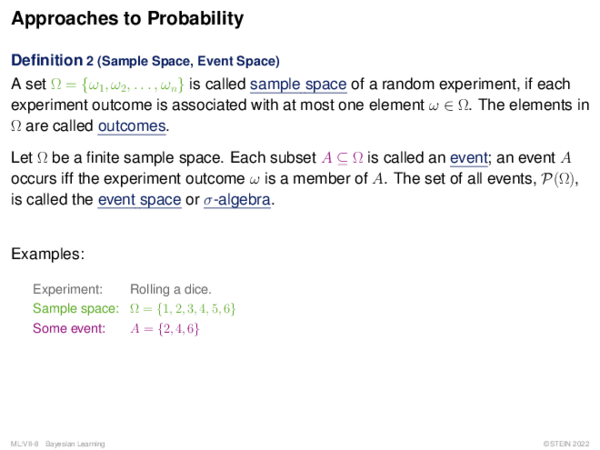 Approaches to Probability
Definition 2 (Sample Space, Event Space)
A set Ω = {ω₁, ω₂, . . . , ωₙ} is called sample space of a random experiment, if each
experiment outcome is associated with at most one element ω ∈ Ω. The elements in
Ω are called outcomes.
Let Ω be a finite sample space. Each subset A ⊆ Ω is called an event; an event A
occurs iff the experiment outcome ω is a member of A. The set of all events, 𝒫(Ω),
is called the event space or σ-algebra.
Examples:
Experiment: Rolling a dice.
Sample space: Ω = {1, 2, 3, 4, 5, 6}
Some event: A = {2, 4, 6}
ML:VII-8 Bayesian Learning ©STEIN 2022